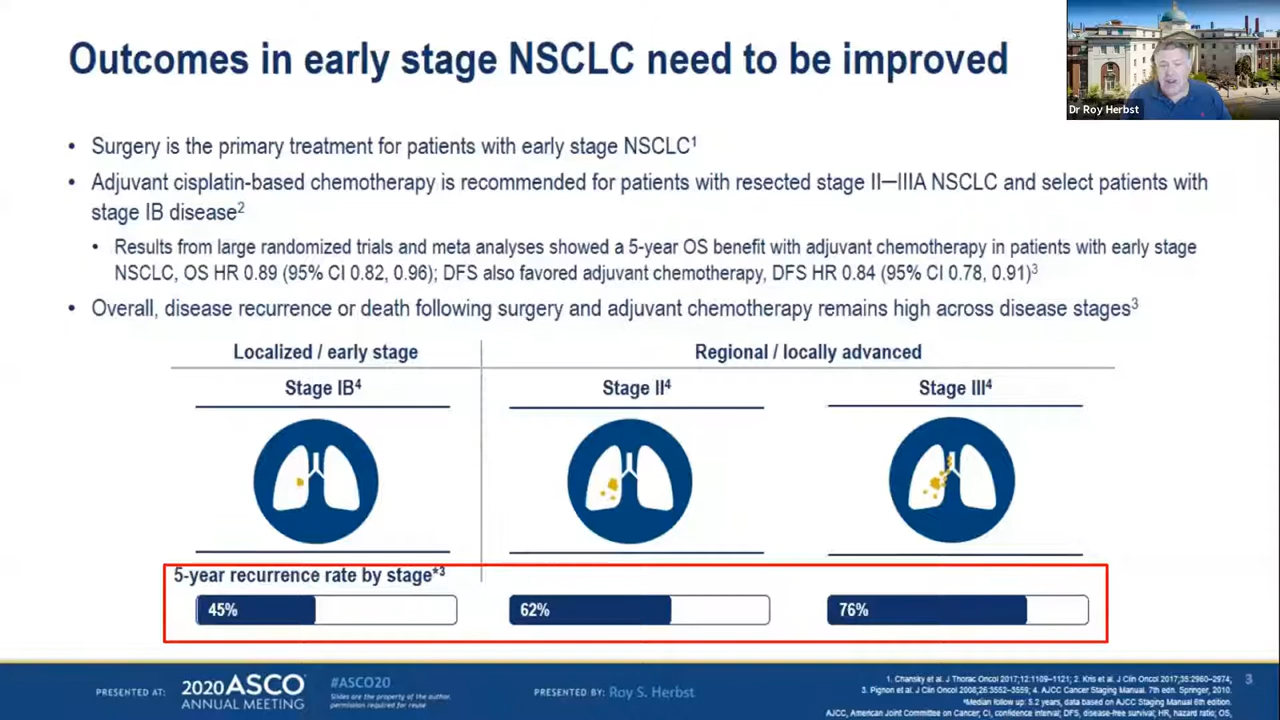 Outcomes in early stage NSCLC need to be improved
Dr Roy Herbst
• Surgery is the primary treatment for patients with early stage NSCLC1
• Adjuvant cisplatin-based chemotherapy is recommended for patients with resected stage II–IIIA NSCLC and select patients with
stage IB disease2
• Results from large randomized trials and meta analyses showed a 5-year OS benefit with adjuvant chemotherapy in patients with early stage
NSCLC, OS HR 0.89 (95% CI 0.82, 0.96); DFS also favored adjuvant chemotherapy, DFS HR 0.84 (95% CI 0.78, 0.91)3
• Overall, disease recurrence or death following surgery and adjuvant chemotherapy remains high across disease stages3
Localized / early stage
Regional / locally advanced
Stage IB4
Stage II4
Stage III4
5-year recurrence rate by stage*3
45%
62%
76%
PRESENTED AT:
2020 ASCO
ANNUAL MEETING
#ASCO20
Slides are the property of the author,
permission required for reuse.
PRESENTED BY: Roy S. Herbst
1. Chansky et al. J Thorac Oncol 2017;12:1109–1121; 2. Kris et al. J Clin Oncol 2017;35:2960–2974;
3. Pignon et al. J Clin Oncol 2008;26:3552–3559; 4. AJCC Cancer Staging Manual. 7th edn. Springer, 2010.
*Median follow up: 5.2 years, data based on AJCC Staging Manual 6th edition.
AJCC, American Joint Committee on Cancer; CI, confidence interval; DFS, disease-free survival; HR, hazard ratio; OS,
3